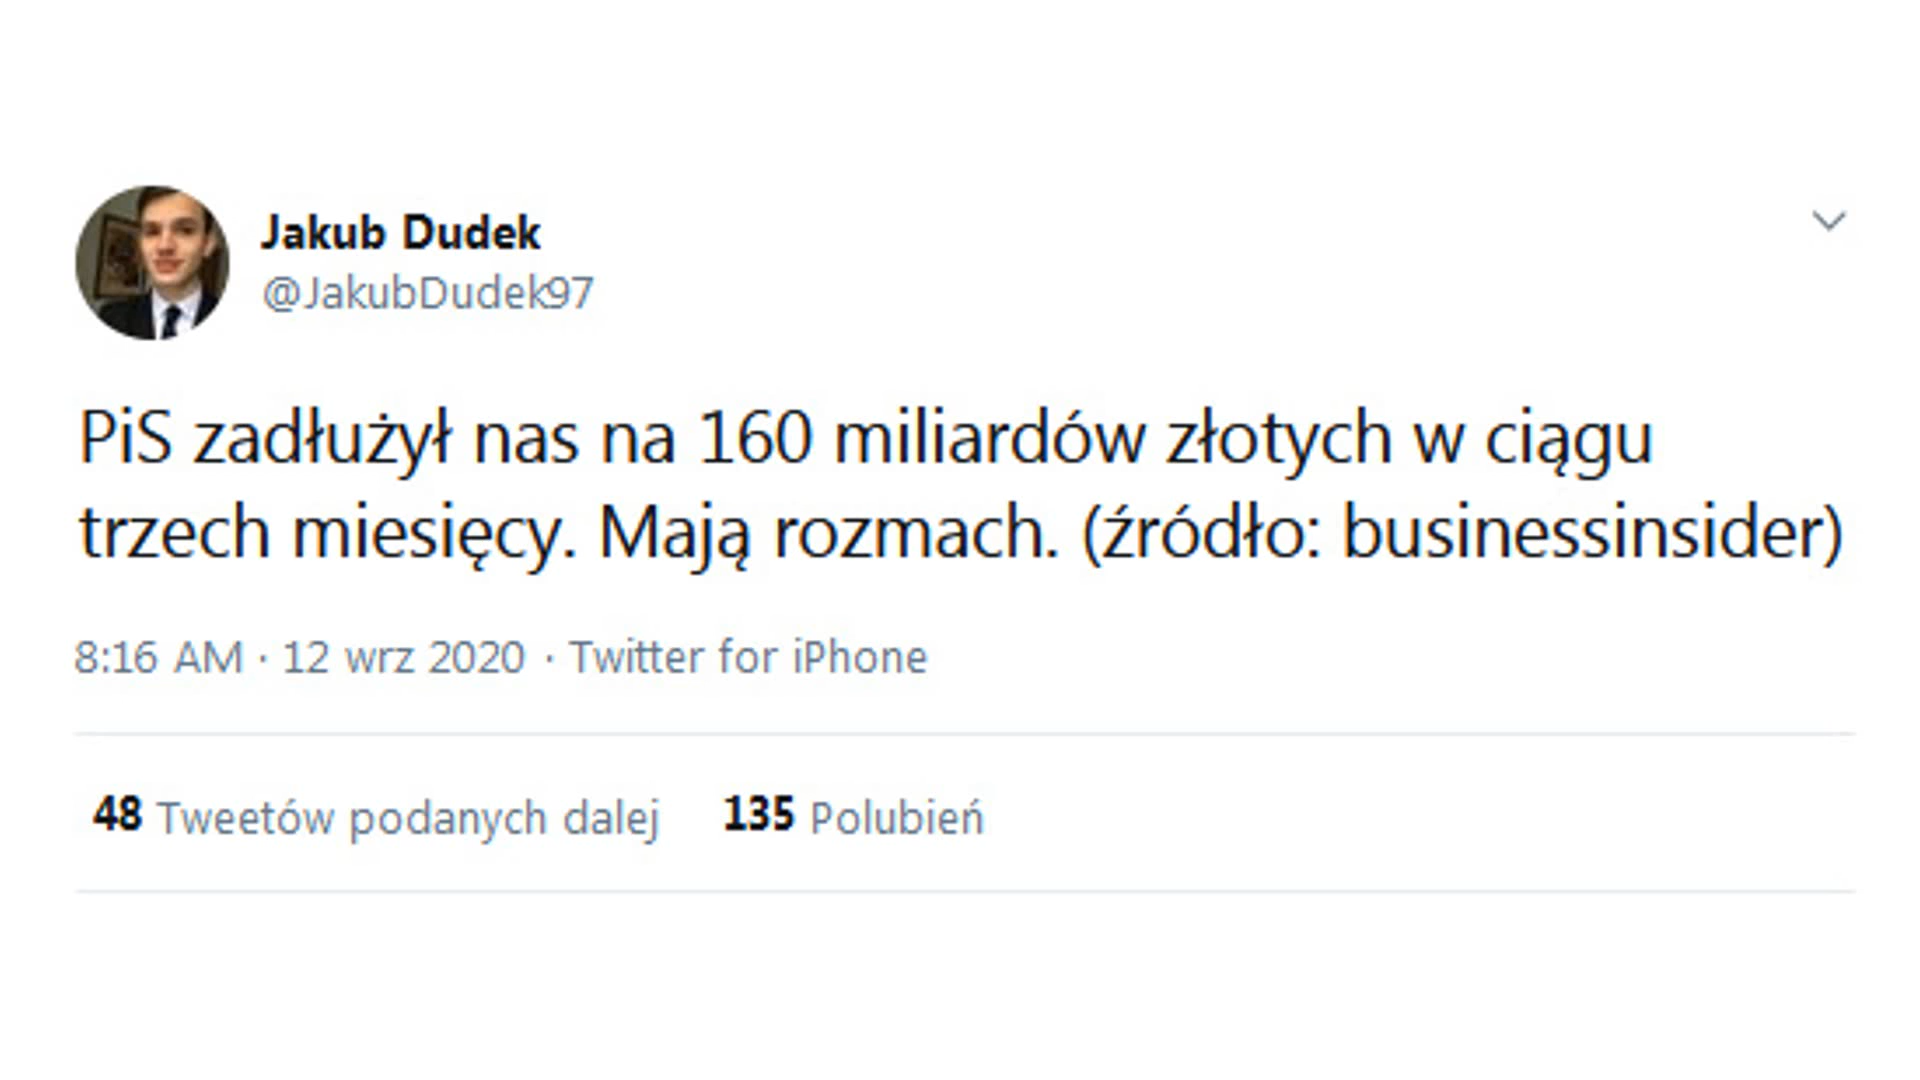 Jakub Dudek
@JakubDudek97
PiS zadłużył nas na 160 miliardów złotych w ciągu
trzech miesięcy. Mają rozmach. (źródło: businessinsider)
8:16 AM · 12 wrz 2020 · Twitter for iPhone
48 Tweetów podanych dalej 135 Polubień